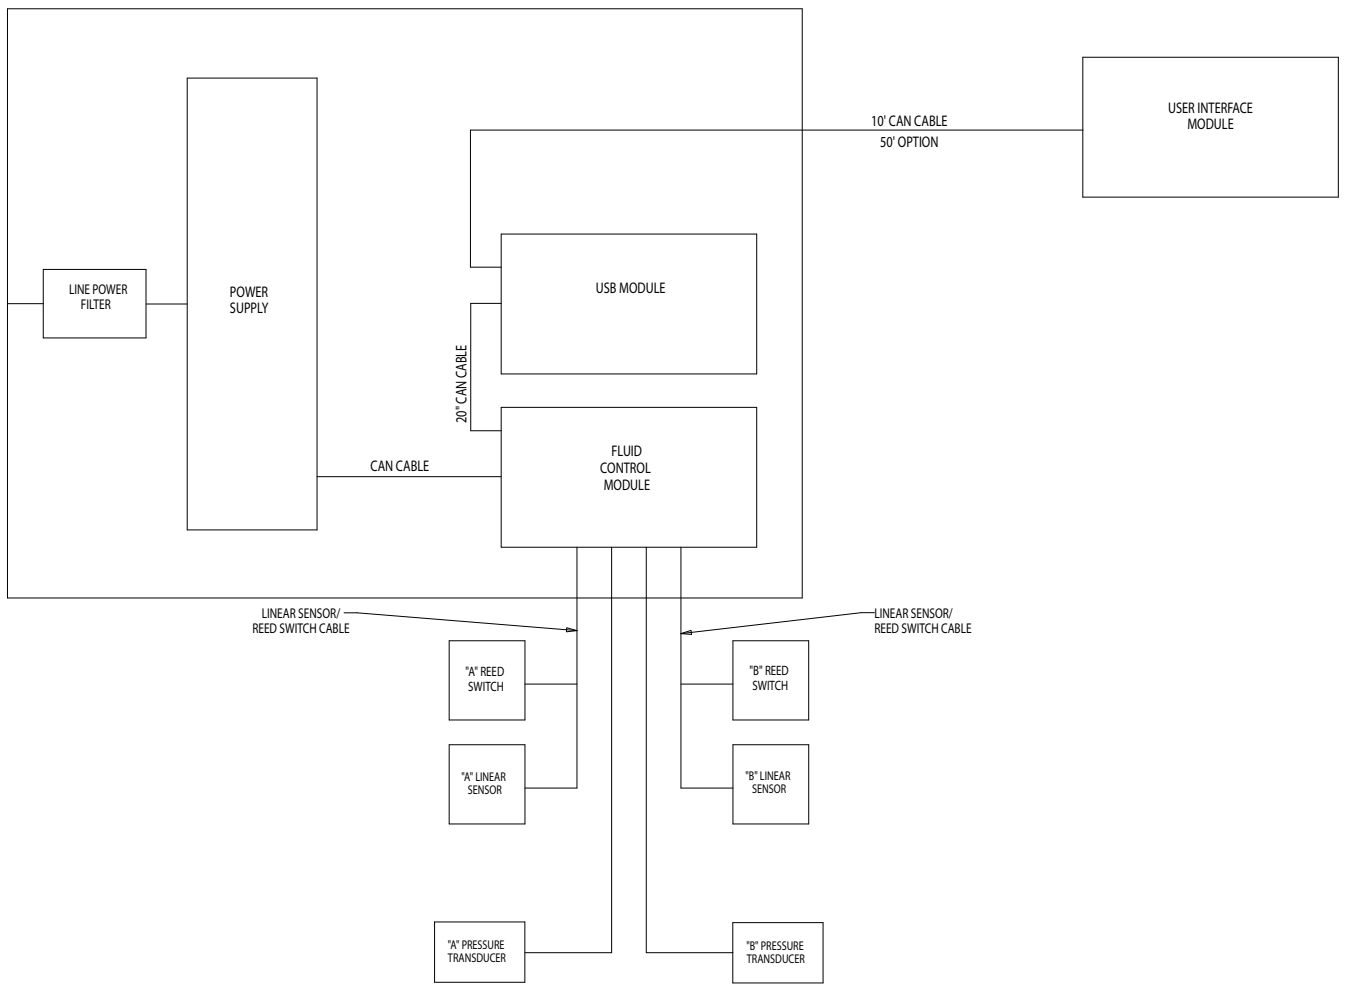 10' CAN CABLE
50' OPTION
USER INTERFACE
MODULE
LINE POWER
FILTER
POWER
SUPPLY
USB MODULE
20" CAN CABLE
CAN CABLE
FLUID
CONTROL
MODULE
LINEAR SENSOR/
REED SWITCH CABLE
LINEAR SENSOR/
REED SWITCH CABLE
"A" REED
SWITCH
"B" REED
SWITCH
"A" LINEAR
SENSOR
"B" LINEAR
SENSOR
"A" PRESSURE
TRANSDUCER
"B" PRESSURE
TRANSDUCER